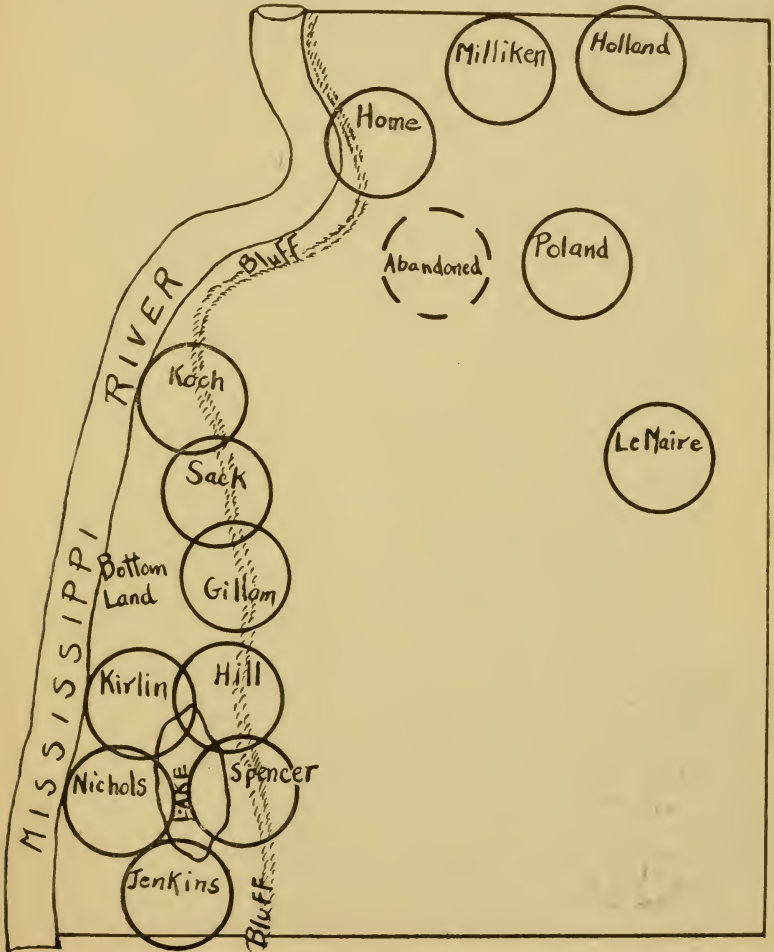 Milliken
Holland
Home
Bluff
Abandoned
Poland
RIVER
Koch
LeMaire
Sack
MISSISSIPPI
Bottom
Land
Gillam
Kirlin
Hill
Nichols
LAKE
Spencer
Jenkins
Bluff